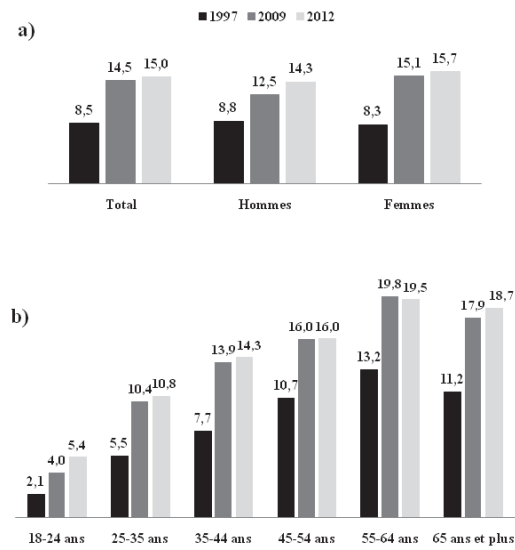 1997 2009 2012
a)
8,5 14,5 15,0 8,8 12,5 14,3 8,3 15,1 15,7
Total Hommes Femmes
b)
2,1 4,0 5,4 5,5 10,4 10,8 7,7 13,9 14,3 10,7 16,0 16,0 13,2 19,8 19,5 11,2 17,9 18,7
18-24 ans 25-35 ans 35-44 ans 45-54 ans 55-64 ans 65 ans et plus